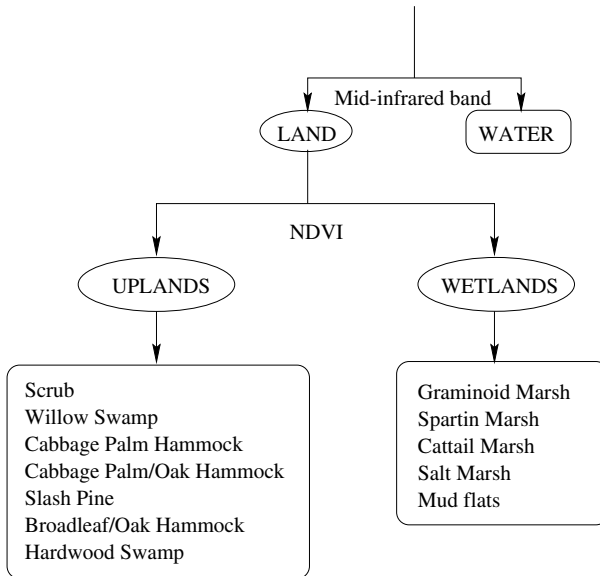 Mid-infrared band
LAND
WATER
NDVI
UPLANDS
WETLANDS
Scrub
Willow Swamp
Cabbage Palm Hammock
Cabbage Palm/Oak Hammock
Slash Pine
Broadleaf/Oak Hammock
Hardwood Swamp
Graminoid Marsh
Spartin Marsh
Cattail Marsh
Salt Marsh
Mud flats